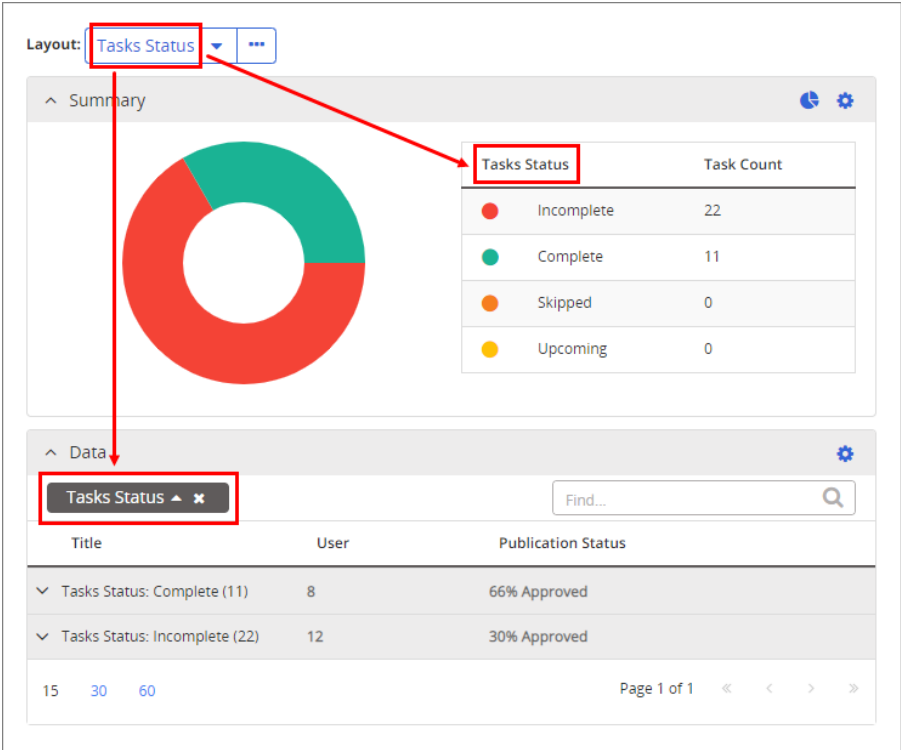 Layout: Tasks Status •••
Summary
Tasks Status Task Count
Incomplete 22
Complete 11
Skipped 0
Upcoming 0
Data
Tasks Status
Find...
Title User Publication Status
Tasks Status: Complete (11) 8 66% Approved
Tasks Status: Incomplete (22) 12 30% Approved
15 30 60 Page 1 of 1 « < > »